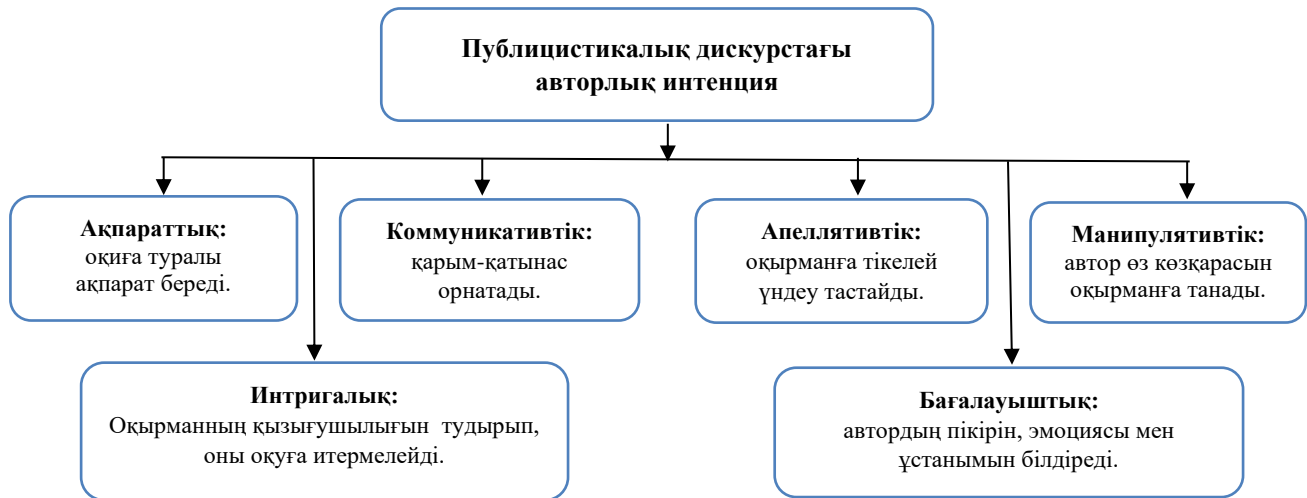 Публицистикалық дискурстағы
авторлық интенция
Ақпараттық:
оқиға туралы
ақпарат береді.
Коммуникативтік:
қарым-қатынас
орнатады.
Апеллятивтік:
оқырманға тікелей
үндеу тастайды.
Манипулятивтік:
автор өз көзқарасын
оқырманға танады.
Интригалық:
Оқырманның қызығушылығын тудырып,
оны оқуға итермелейді.
Бағалауыштық:
автордың пікірін, эмоциясы мен
ұстанымын білдіреді.